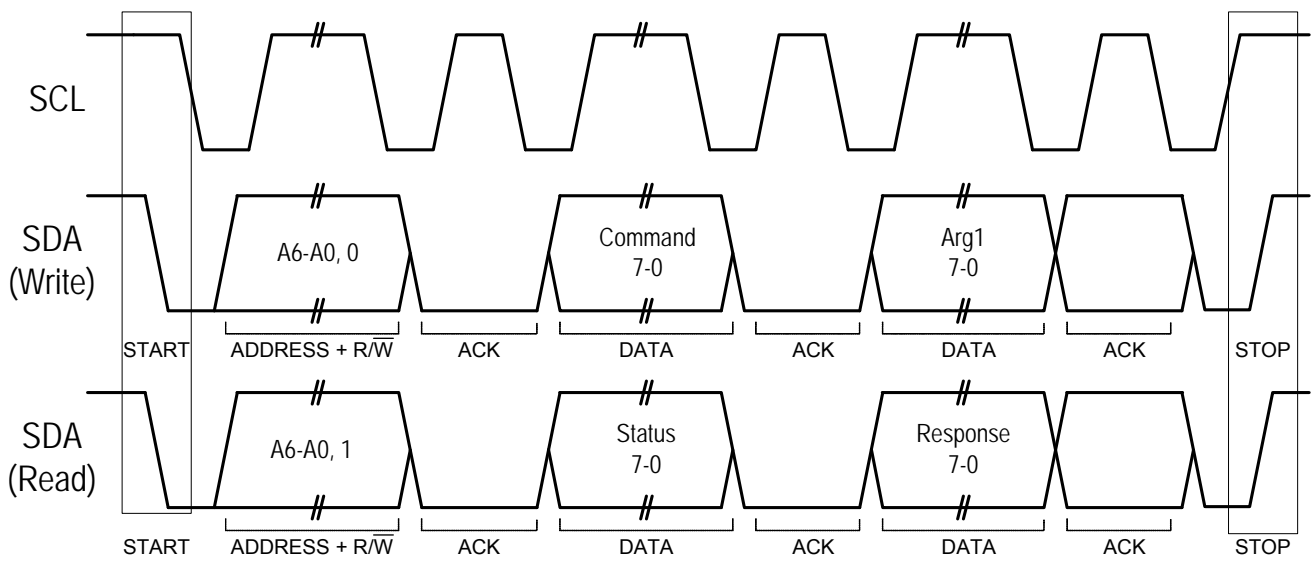 SCL
SDA
(Write)
A6-A0, 0
Command
7-0
Arg1
7-0
START ADDRESS + R/W̅ ACK DATA ACK DATA ACK STOP
SDA
(Read)
A6-A0, 1
Status
7-0
Response
7-0
START ADDRESS + R/W̅ ACK DATA ACK DATA ACK STOP